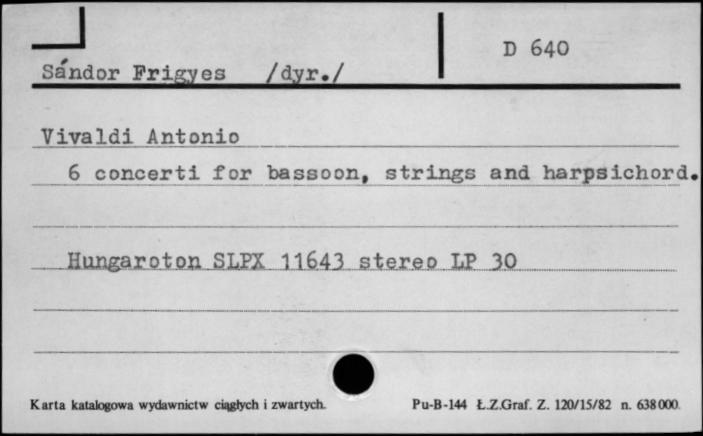 D 640
Sándor Frigyes /dyr./
Vivaldi Antonio
6 concerti for bassoon, strings and harpsichord.
Hungaroton SLPX 11643 stereo LP 30
Karta katalogowa wydawnictw ciągłych i zwartych. Pu-B-144 Ł.Z.Graf. Z. 120/15/82 n. 638000.